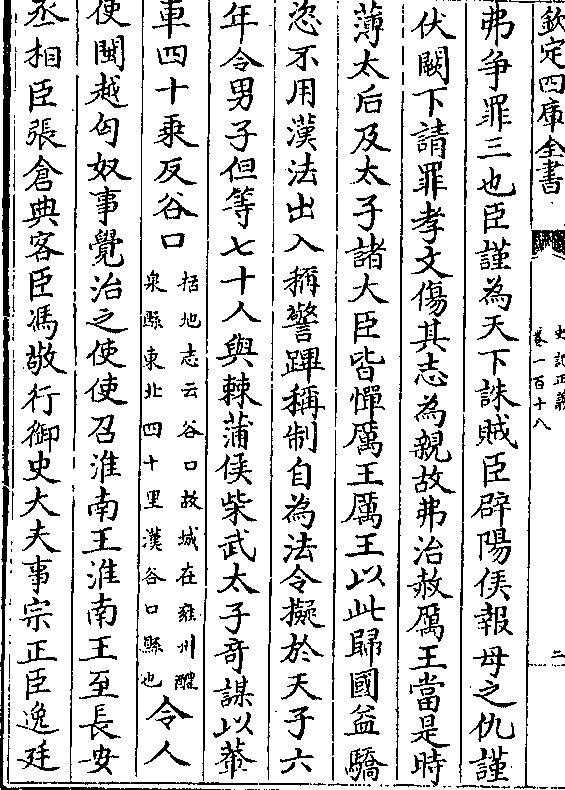 欽定四庫全書
史記正義
卷一百十八
二
弗爭罪三也臣謹為天下誅賊臣辟陽侯報母之仇謹
伏闕下請罪孝文傷其志為親故弗治赦厲王當是時
薄太后及太子諸大臣皆憚厲王厲王以此歸國益驕
恣不用漢法出入稱警蹕稱制自為法令擬於天子六
年令男子但等七十人與棘蒲侯柴武太子竒謀以輂
車四十乘反谷口
括地志云谷口故城在雍州醴
泉縣東北四十里漢谷口縣也
令人
使閩越匈奴事覺治之使使召淮南王淮南王至長安
丞相臣張倉典客臣馮敬行御史大夫事宗正臣逸廷